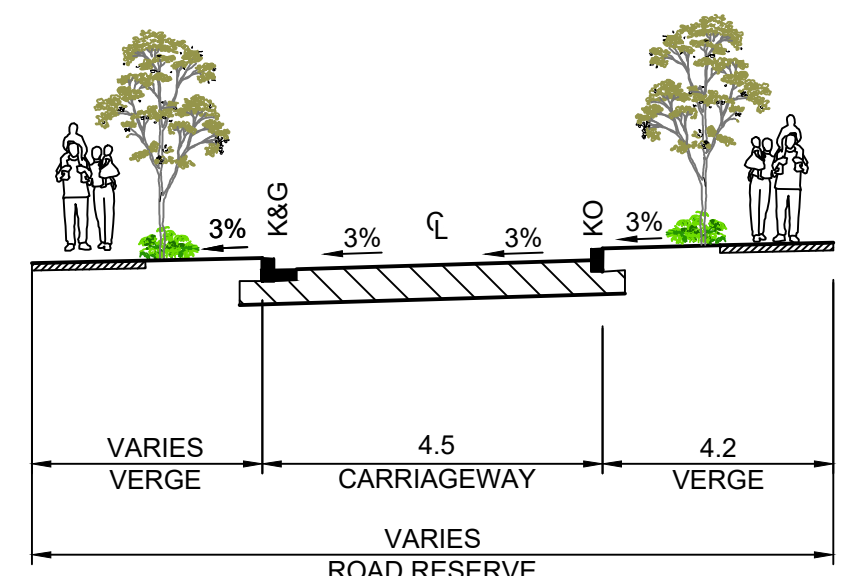 3%
K&G
3%
℄
3%
KO
3%
VARIES
VERGE
4.5
CARRIAGEWAY
4.2
VERGE
VARIES
ROAD RESERVE